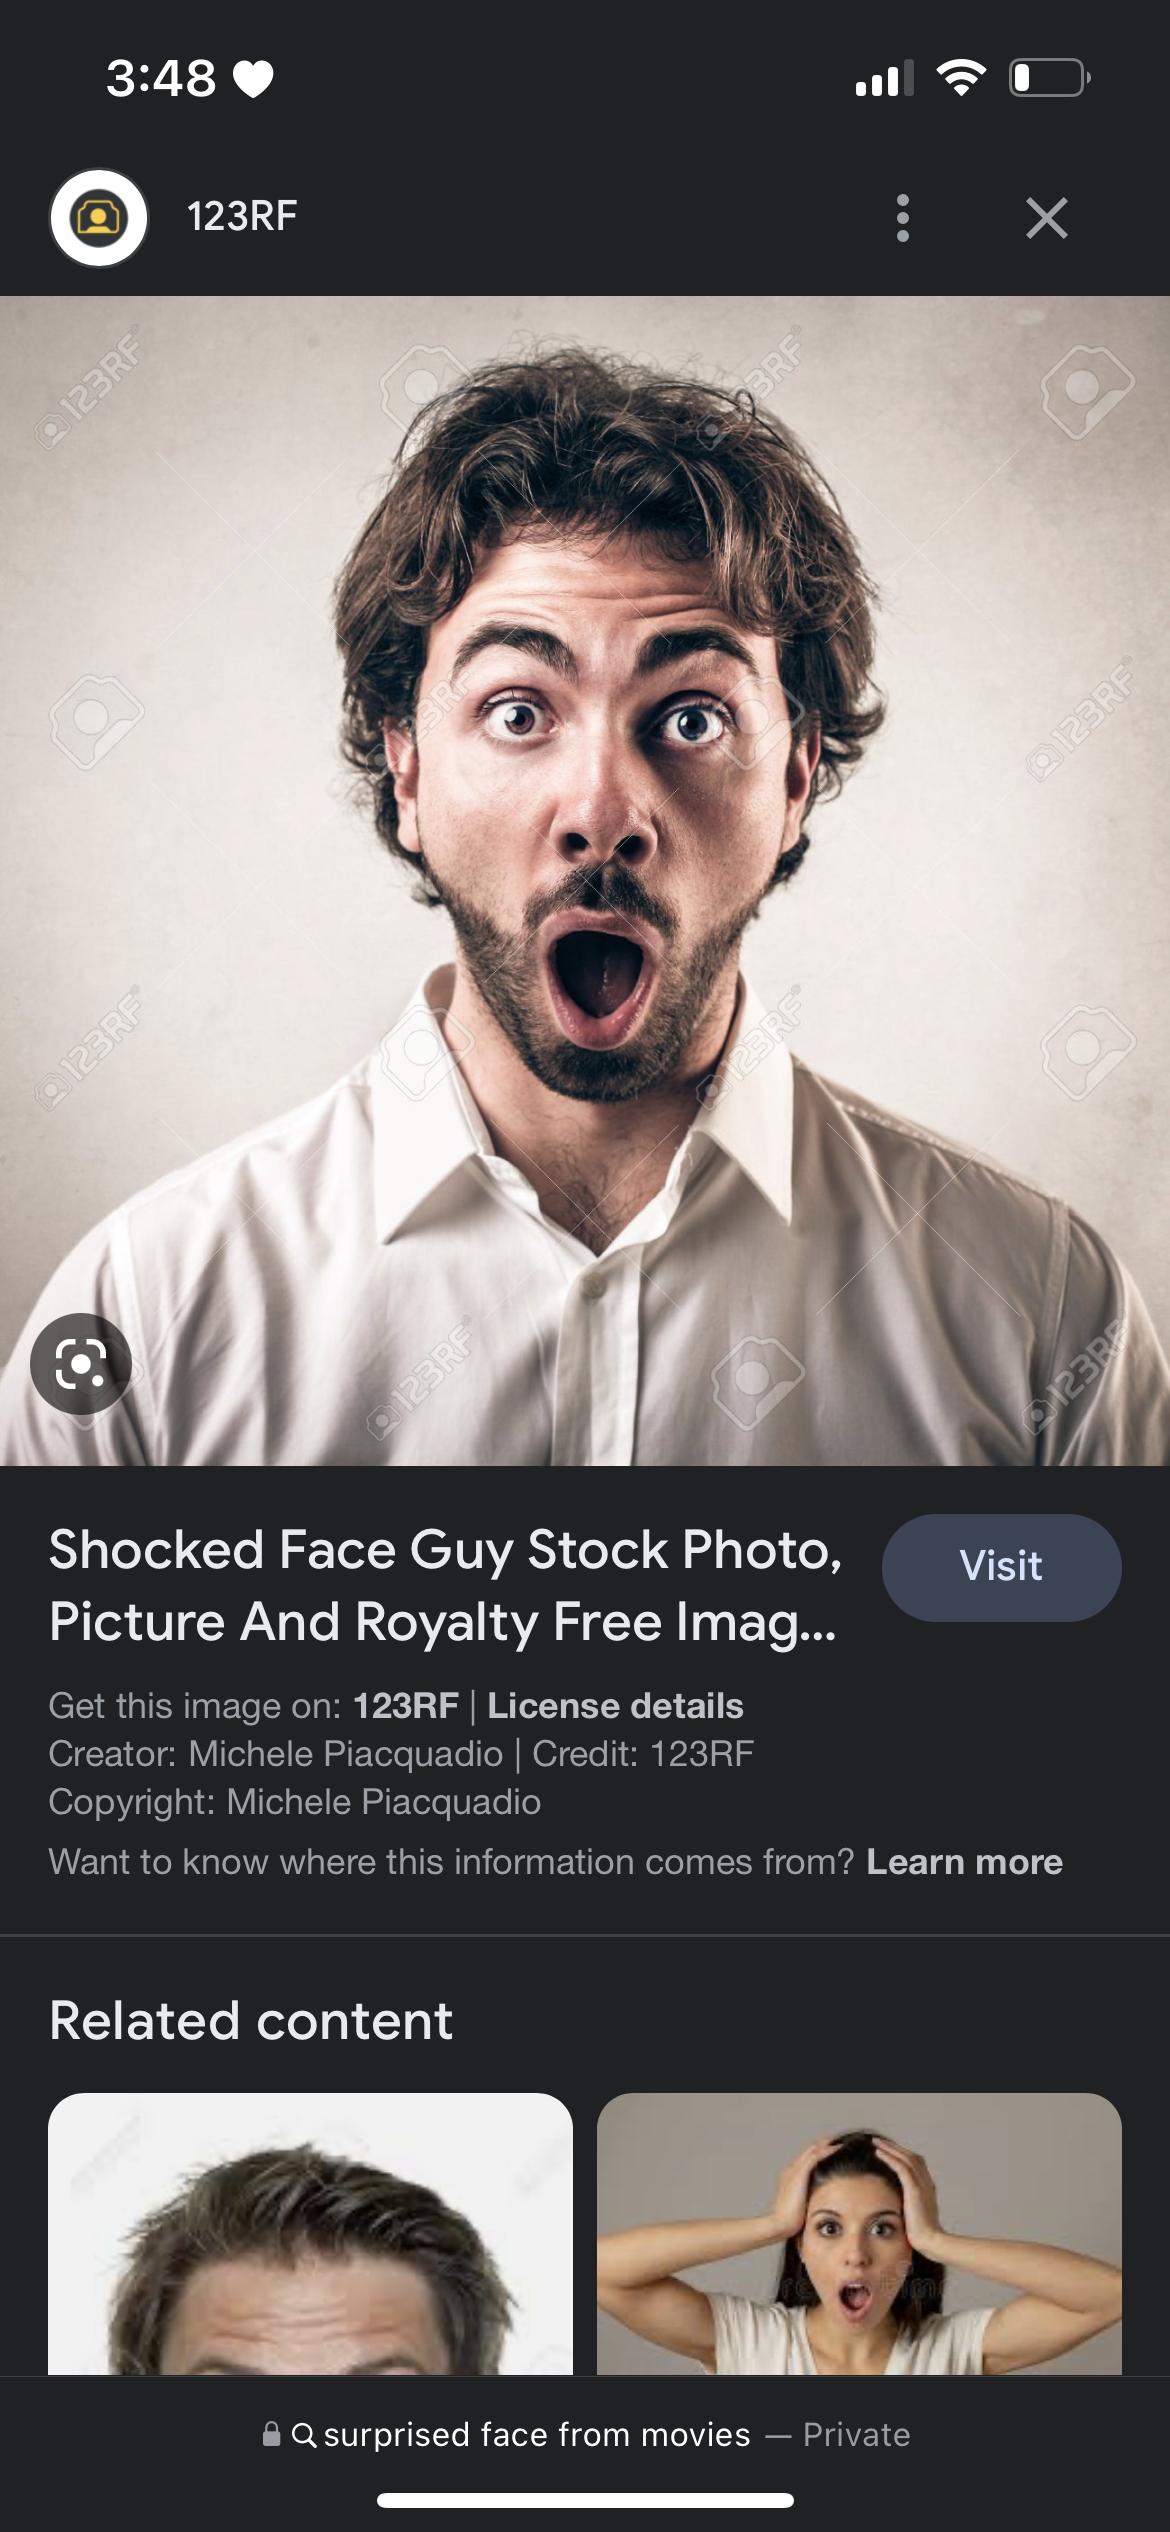 3:48
123RF
123RF
123RF
123RF
123RF
123RF
123RF
123RF
123RF
Shocked Face Guy Stock Photo,
Picture And Royalty Free Imag...
Visit
Get this image on: 123RF | License details
Creator: Michele Piacquadio | Credit: 123RF
Copyright: Michele Piacquadio
Want to know where this information comes from? Learn more
Related content
surprised face from movies — Private